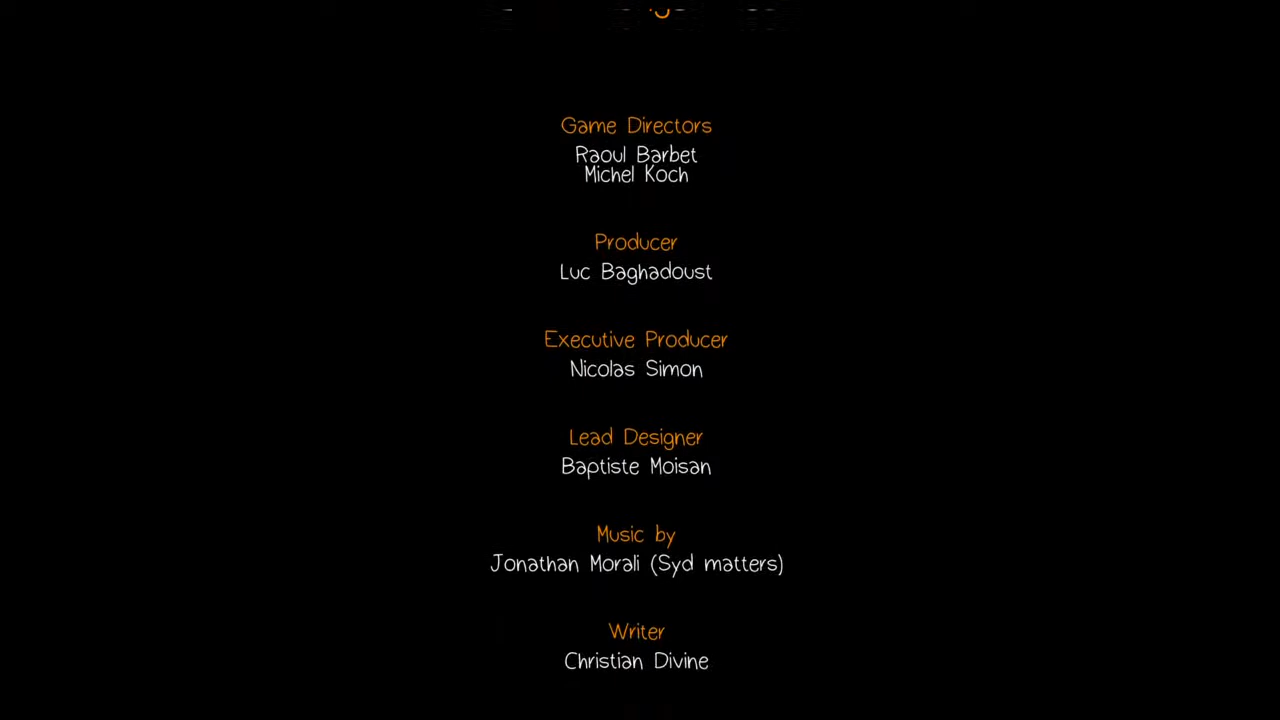 Game Directors
Raoul Barbet
Michel Koch
Producer
Luc Baghadoust
Executive Producer
Nicolas Simon
Lead Designer
Baptiste Moisan
Music by
Jonathan Morali (Syd matters)
Writer
Christian Divine